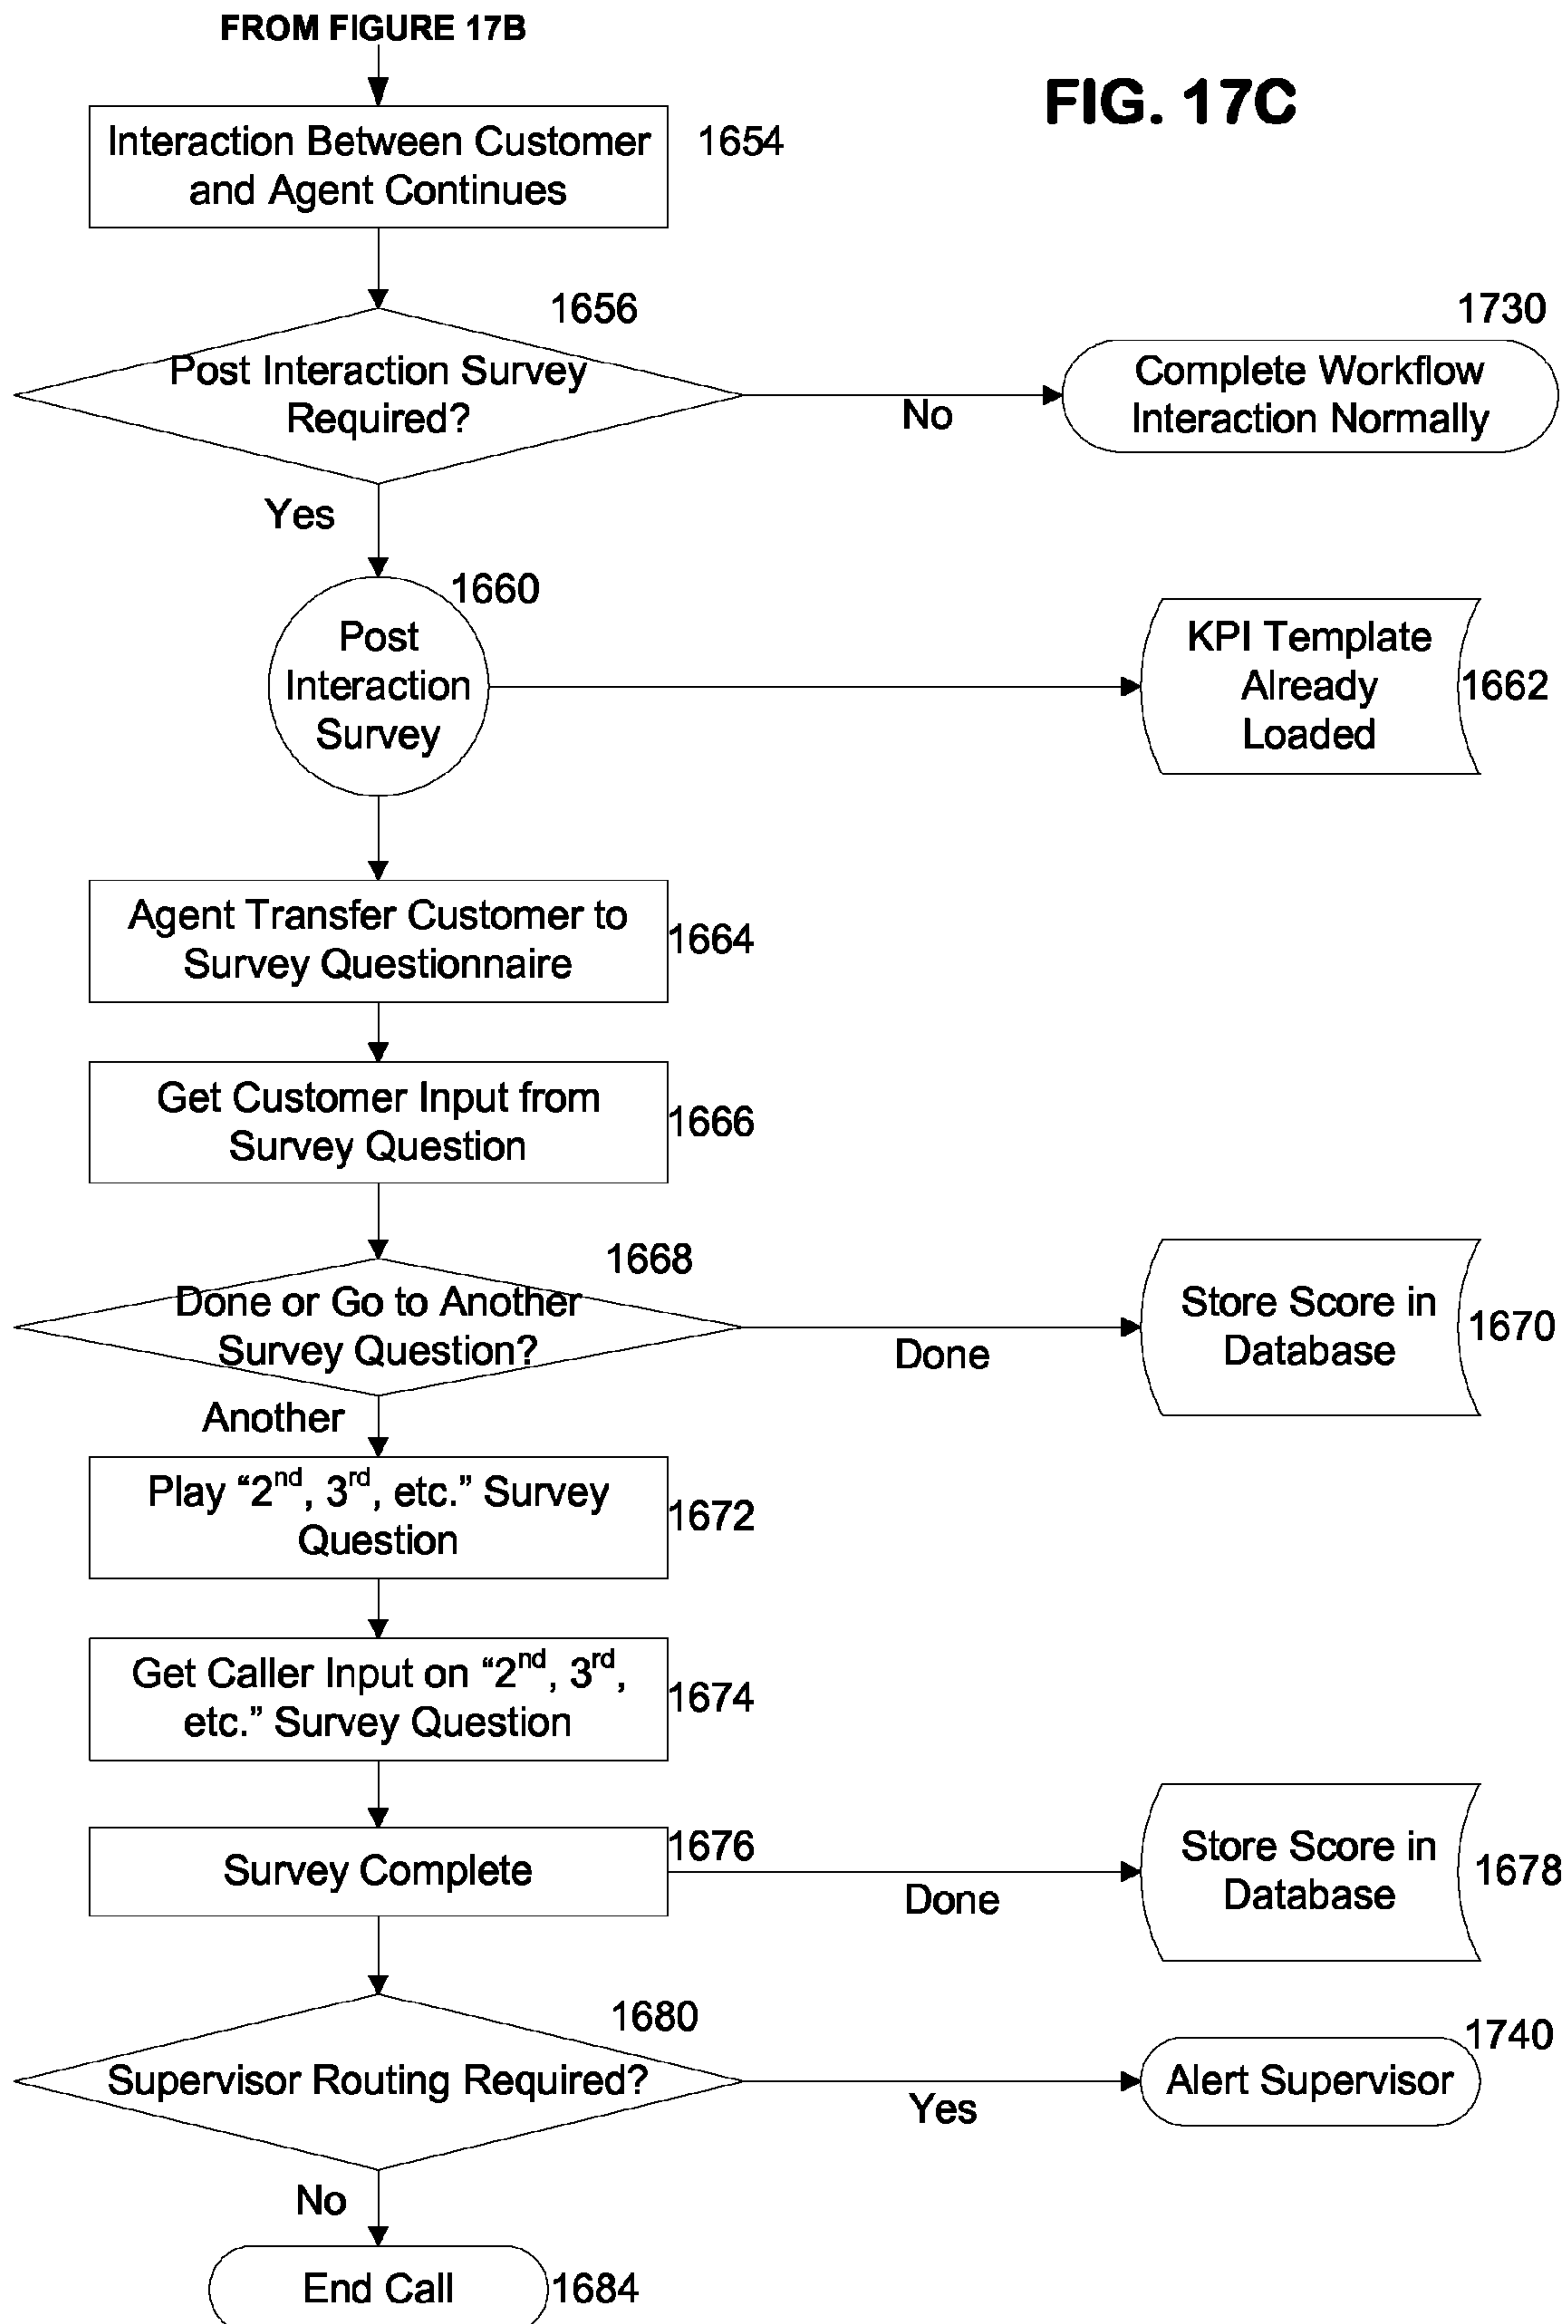 FROM FIGURE 17B
FIG. 17C
Interaction Between Customer
and Agent Continues
1654
1656
Post Interaction Survey
Required?
No
1730
Complete Workflow
Interaction Normally
Yes
1660
Post
Interaction
Survey
KPI Template
Already
Loaded
1662
Agent Transfer Customer to
Survey Questionnaire
1664
Get Customer Input from
Survey Question
1666
1668
Done or Go to Another
Survey Question?
Done
Store Score in
Database
1670
Another
Play “2nd, 3rd, etc.” Survey
Question
1672
Get Caller Input on “2nd, 3rd,
etc.” Survey Question
1674
Survey Complete
1676
Done
Store Score in
Database
1678
1680
Supervisor Routing Required?
Yes
1740
Alert Supervisor
No
End Call
1684